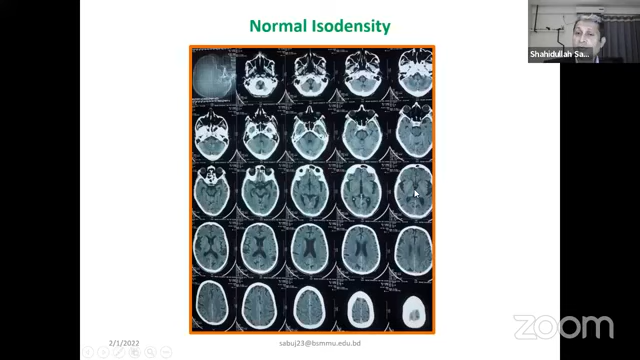 Normal Isodensity
Shahidullah Sa...
2/1/2022
sabuj23@bsmmu.edu.bd
zoom